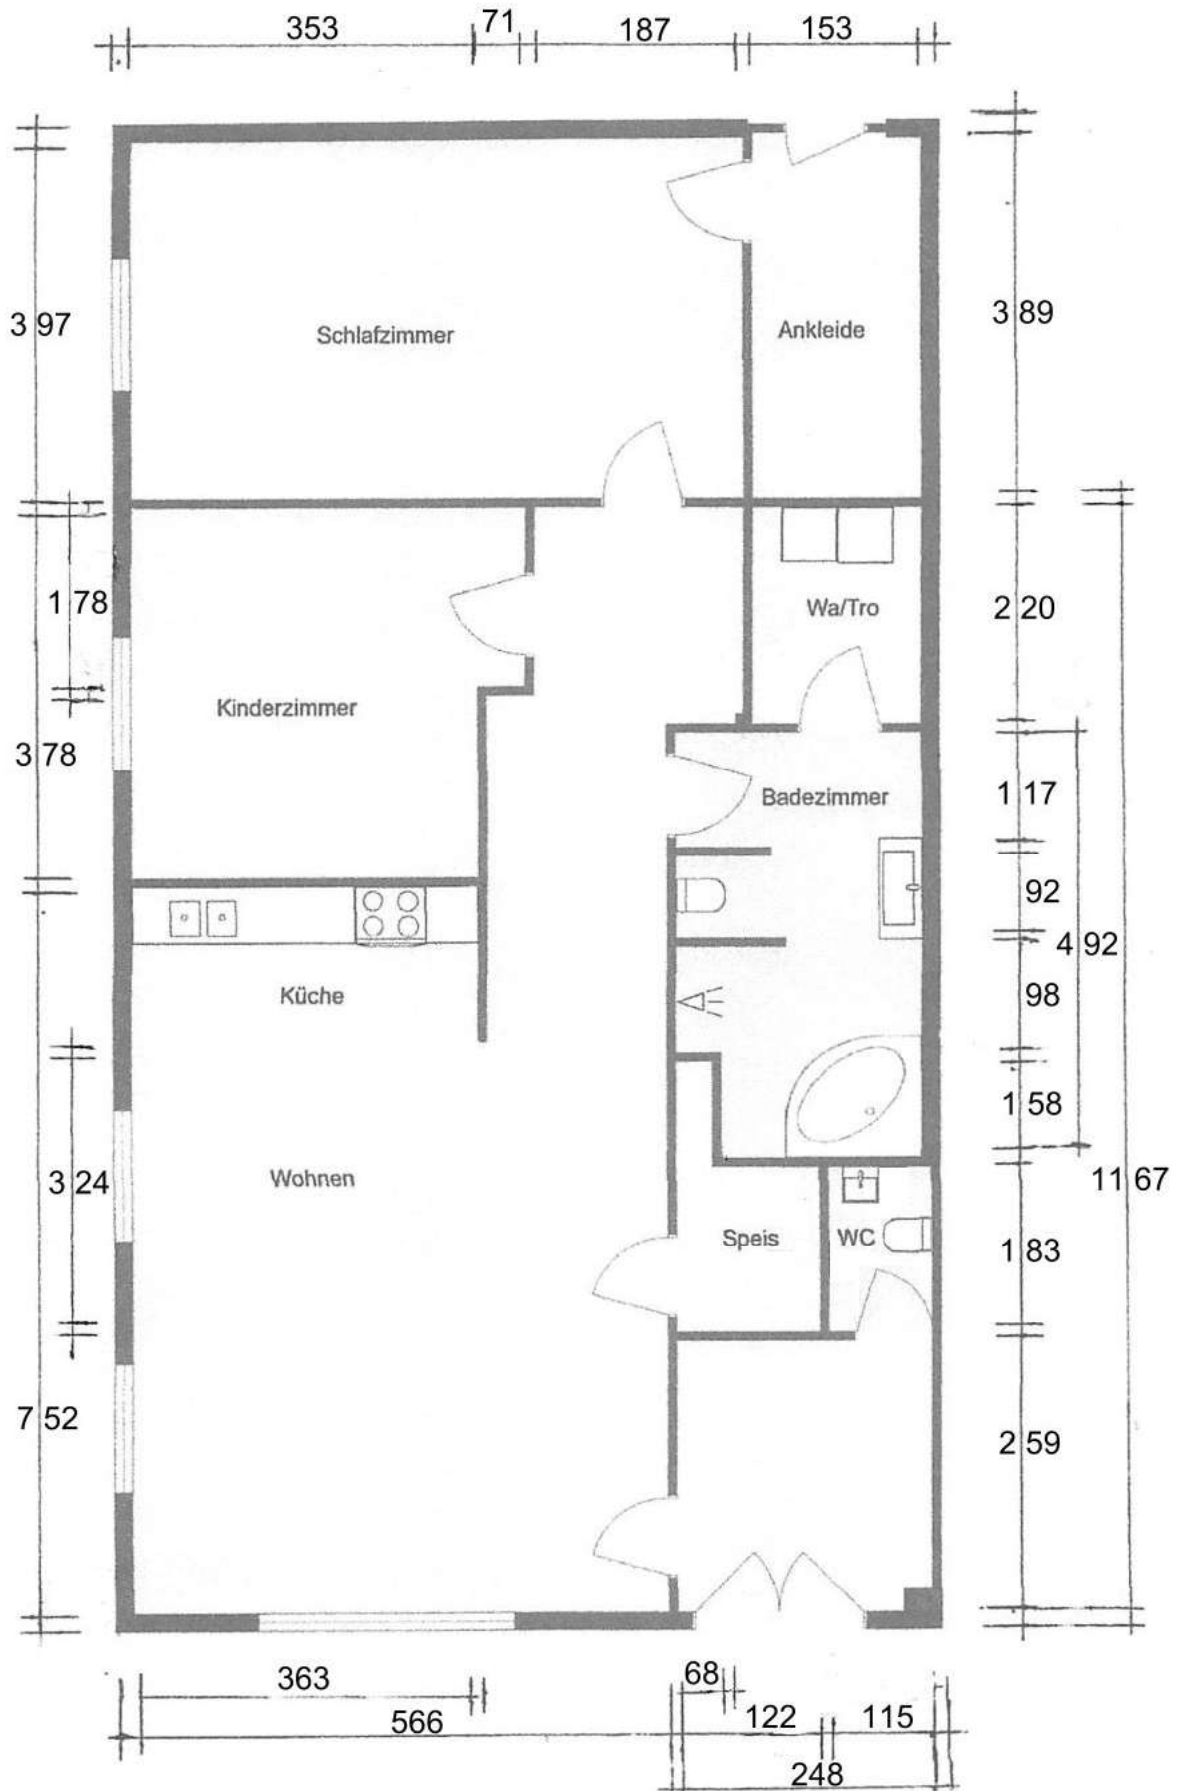 353 71 187 153
3 97
Schlafzimmer
Ankleide
3 89
1 78
Wa/Tro
2 20
Kinderzimmer
3 78
Badezimmer
1 17
92
4 92
Küche
98
1 58
3 24
Wohnen
11 67
Speis
WC
1 83
7 52
2 59
363
68
566
122
115
248